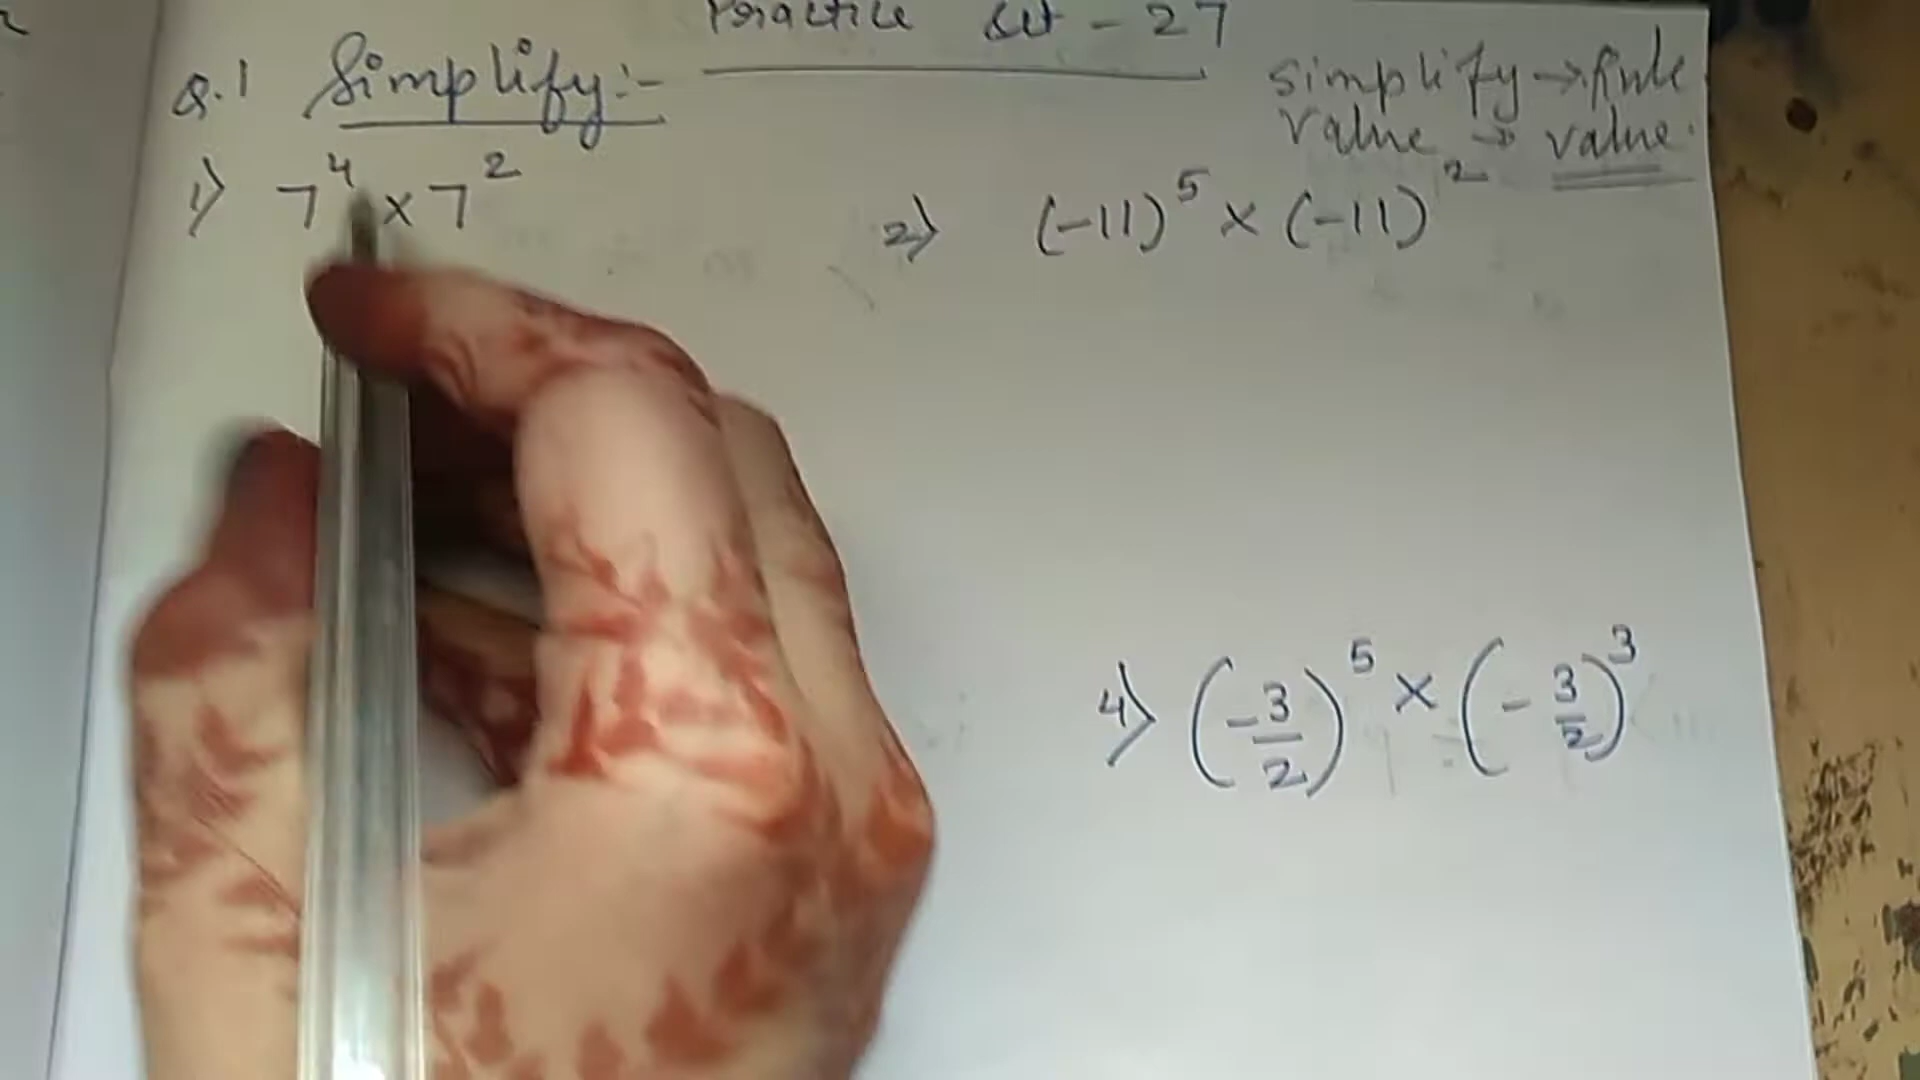 Practice Set - 27
Q.1 Simplify:-
simplify → Rule
value → value.
1) 7⁴ × 7²
2) (-11)⁵ × (-11)²
4) (-3/2)⁵ × (-3/2)³